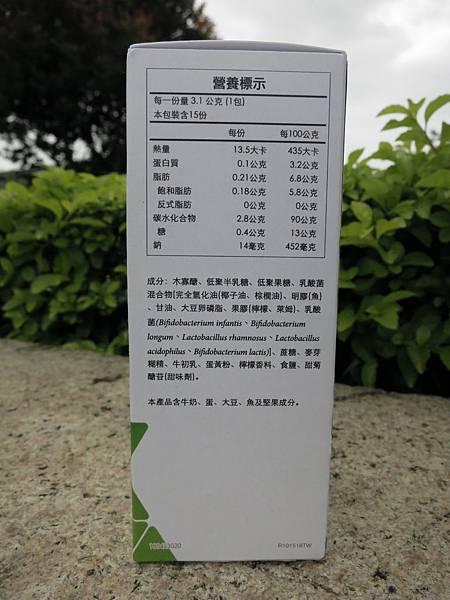 營養標示
每一份量 3.1 公克 (1包)
本包裝含15份
每份 每100公克
熱量 13.5大卡 435大卡
蛋白質 0.1公克 3.2公克
脂肪 0.21公克 6.8公克
飽和脂肪 0.18公克 5.8公克
反式脂肪 0公克 0公克
碳水化合物 2.8公克 90公克
糖 0.4公克 13公克
鈉 14毫克 452毫克
成分：木寡醣、低聚半乳糖、低聚果糖、乳酸菌
混合物[完全氫化油(椰子油、棕櫚油)、明膠(魚)
、甘油、大豆卵磷脂、果膠(檸檬、萊姆)、乳酸
菌(Bifidobacterium infantis、Bifidobacterium
longum、Lactobacillus rhamnosus、Lactobacillus
acidophilus、Bifidobacterium lactis)]、蔗糖、麥芽
糊精、牛初乳、蛋黃粉、檸檬香料、食鹽、甜菊
醣苷(甜味劑)。
本產品含牛奶、蛋、大豆、魚及堅果成分。
R101518TW